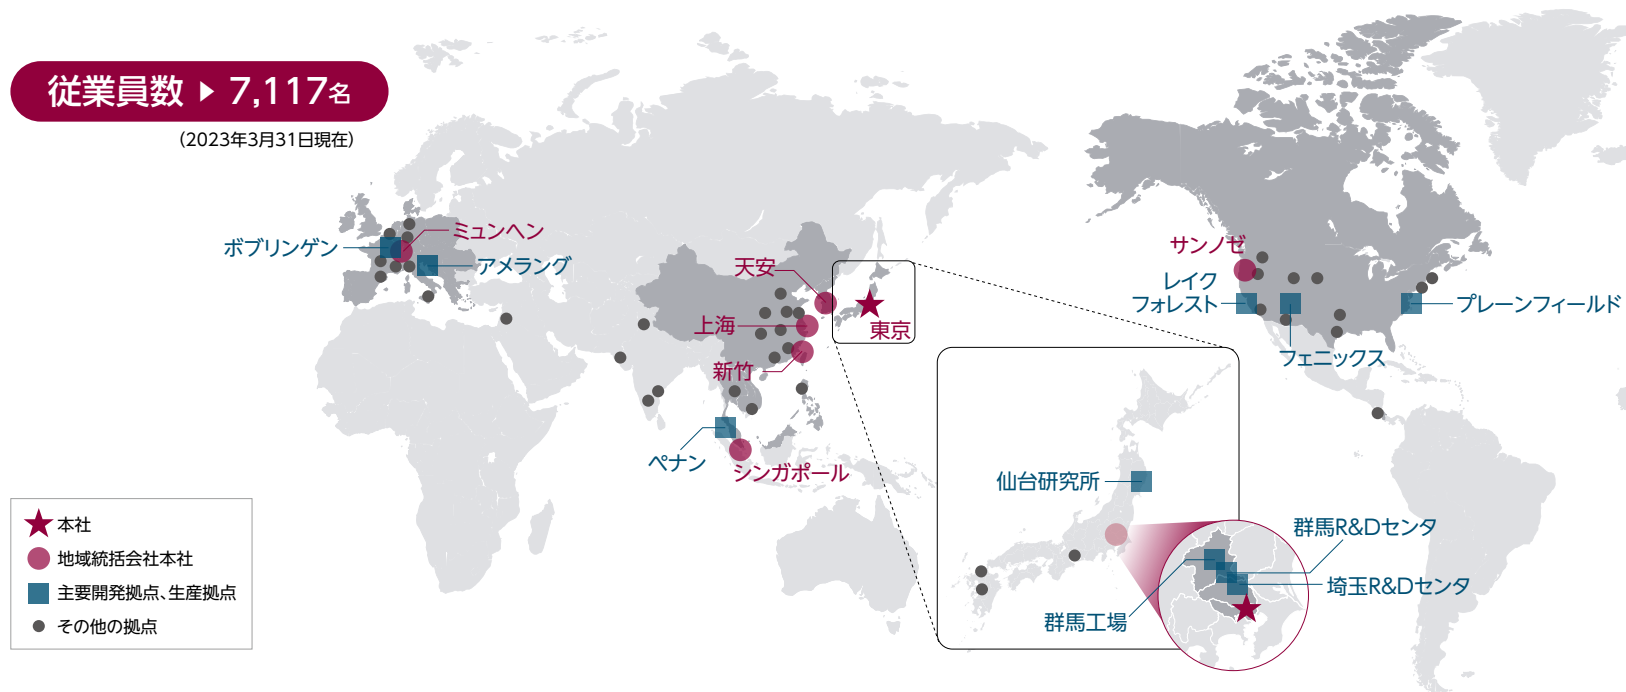 従業員数 ▶ 7,117名
（2023年3月31日現在）
ボブリンゲン
ミュンヘン
アメラング
天安
上海
新竹
東京
ペナン
シンガポール
サンノゼ
レイク
フォレスト
フェニックス
プレーンフィールド
仙台研究所
群馬R&Dセンタ
埼玉R&Dセンタ
群馬工場
本社
地域統括会社本社
主要開発拠点、生産拠点
その他の拠点